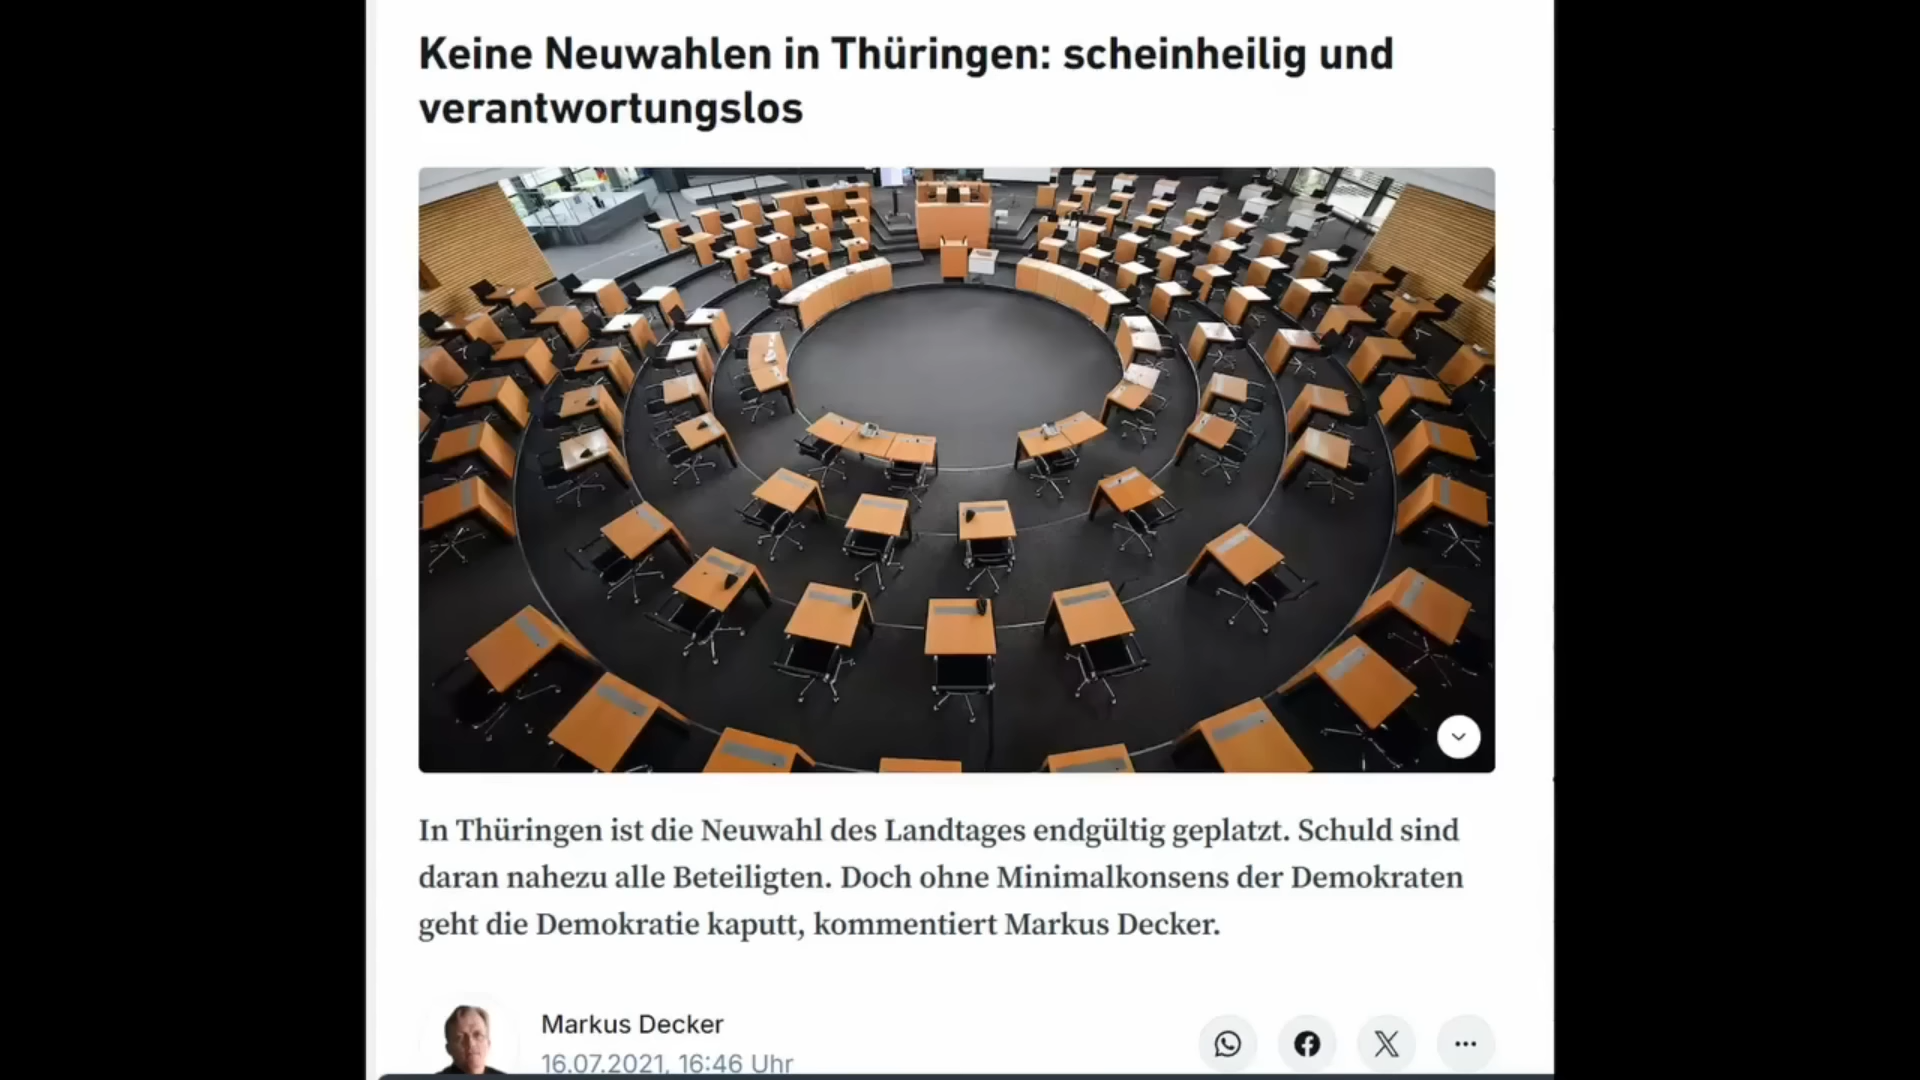 Keine Neuwahlen in Thüringen: scheinheilig und
verantwortungslos
In Thüringen ist die Neuwahl des Landtages endgültig geplatzt. Schuld sind
daran nahezu alle Beteiligten. Doch ohne Minimalkonsens der Demokraten
geht die Demokratie kaputt, kommentiert Markus Decker.
Markus Decker
16.07.2021, 16:46 Uhr